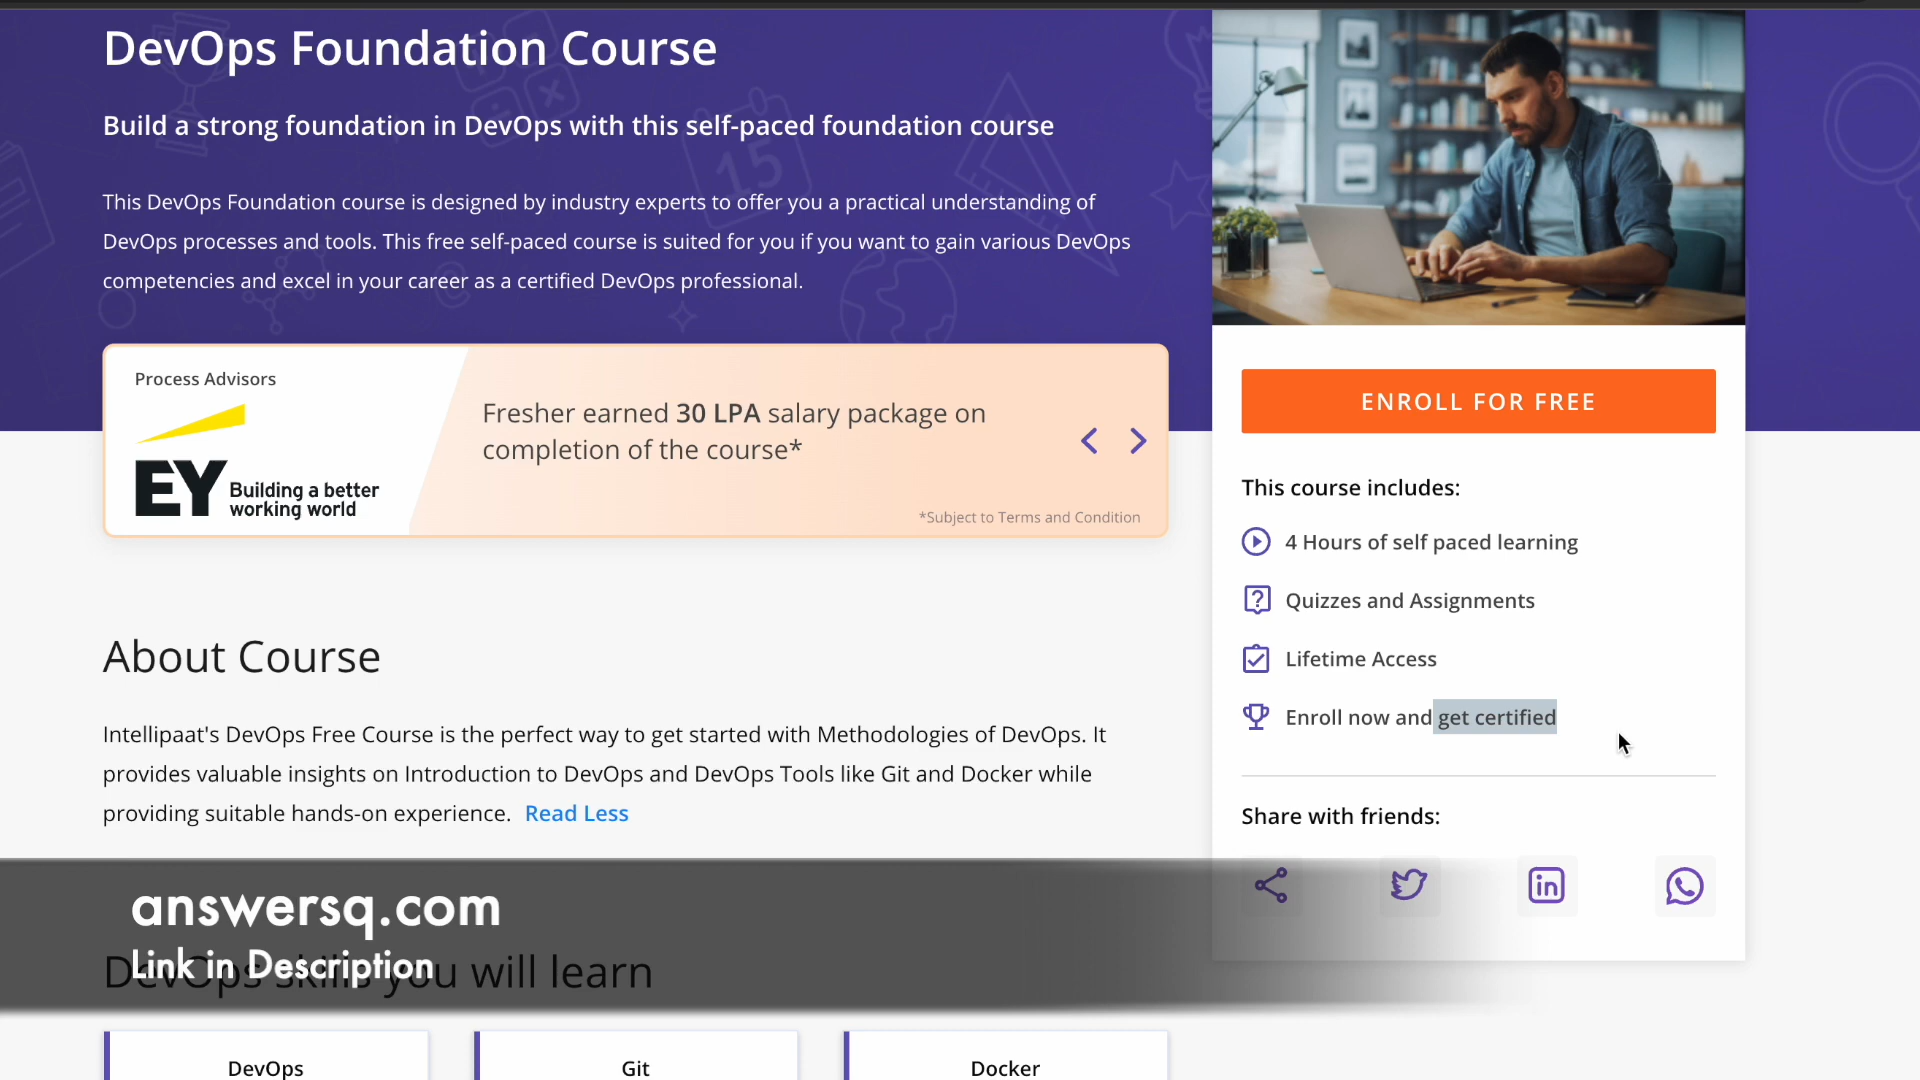 DevOps Foundation Course
Build a strong foundation in DevOps with this self-paced foundation course
This DevOps Foundation course is designed by industry experts to offer you a practical understanding of
DevOps processes and tools. This free self-paced course is suited for you if you want to gain various DevOps
competencies and excel in your career as a certified DevOps professional.
15
Process Advisors
EY
Building a better
working world
Fresher earned 30 LPA salary package on
completion of the course*
*Subject to Terms and Condition
ENROLL FOR FREE
This course includes:
4 Hours of self paced learning
Quizzes and Assignments
Lifetime Access
Enroll now and get certified
Share with friends:
About Course
Intellipaat's DevOps Free Course is the perfect way to get started with Methodologies of DevOps. It
provides valuable insights on Introduction to DevOps and DevOps Tools like Git and Docker while
providing suitable hands-on experience. Read Less
answersq.com
Link in Description
DevOps skills you will learn
DevOps
Git
Docker